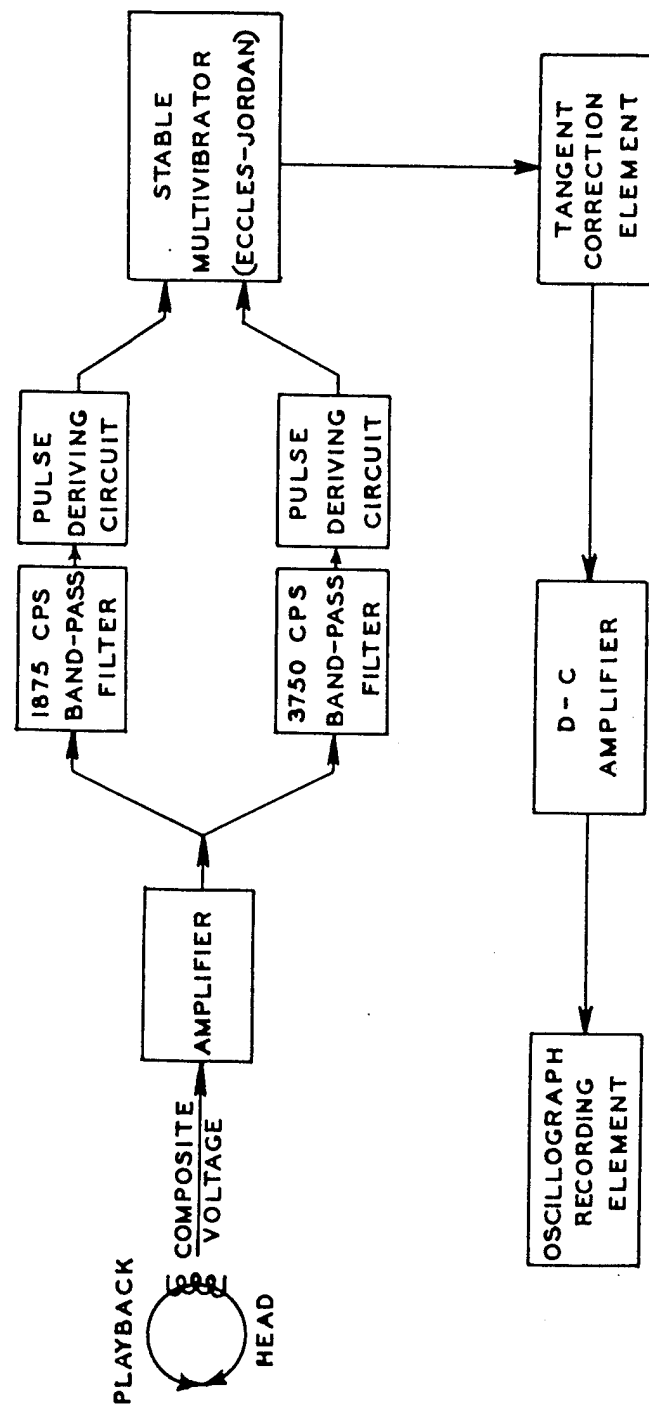 PLAYBACK
HEAD
COMPOSITE
VOLTAGE
AMPLIFIER
1875 CPS
BAND-PASS
FILTER
PULSE
DERIVING
CIRCUIT
3750 CPS
BAND-PASS
FILTER
PULSE
DERIVING
CIRCUIT
STABLE
MULTIVIBRATOR
(ECCLES-JORDAN)
TANGENT
CORRECTION
ELEMENT
D-C
AMPLIFIER
OSCILLOGRAPH
RECORDING
ELEMENT